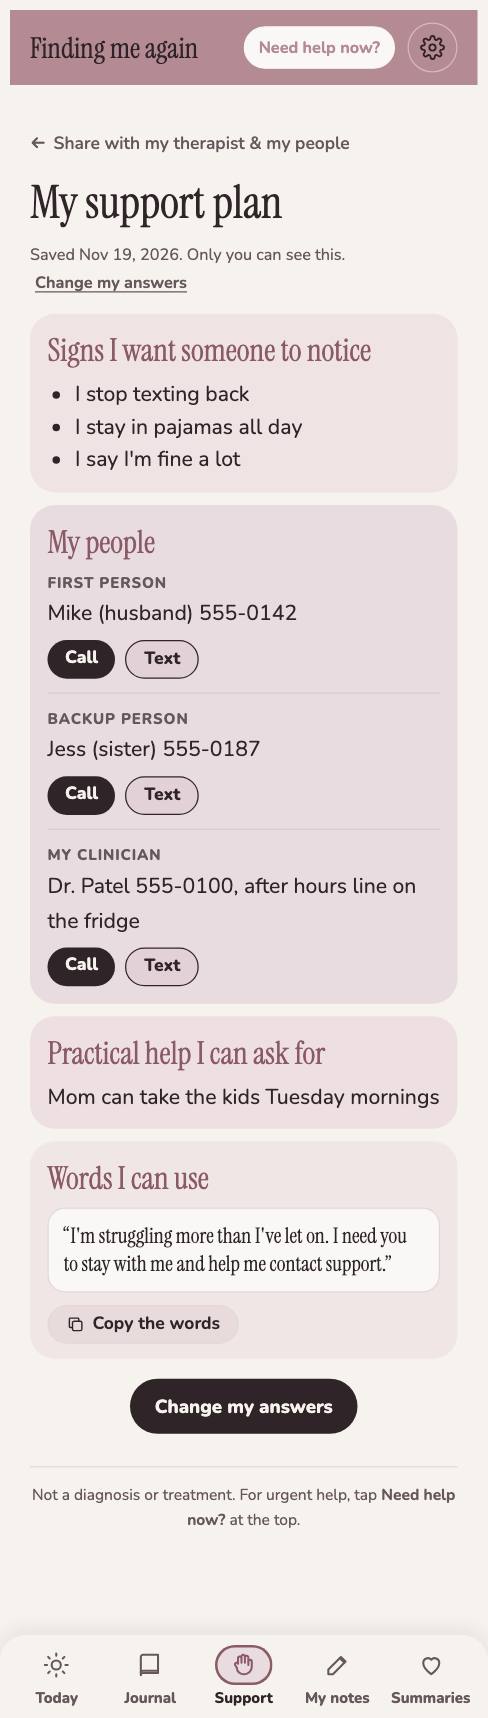 Finding me again
Need help now?
← Share with my therapist & my people
My support plan
Saved Nov 19, 2026. Only you can see this.
Change my answers
Signs I want someone to notice
• I stop texting back
• I stay in pajamas all day
• I say I'm fine a lot
My people
FIRST PERSON
Mike (husband) 555-0142
Call Text
BACKUP PERSON
Jess (sister) 555-0187
Call Text
MY CLINICIAN
Dr. Patel 555-0100, after hours line on
the fridge
Call Text
Practical help I can ask for
Mom can take the kids Tuesday mornings
Words I can use
“I'm struggling more than I've let on. I need you
to stay with me and help me contact support.”
Copy the words
Change my answers
Not a diagnosis or treatment. For urgent help, tap Need help
now? at the top.
Today Journal Support My notes Summaries